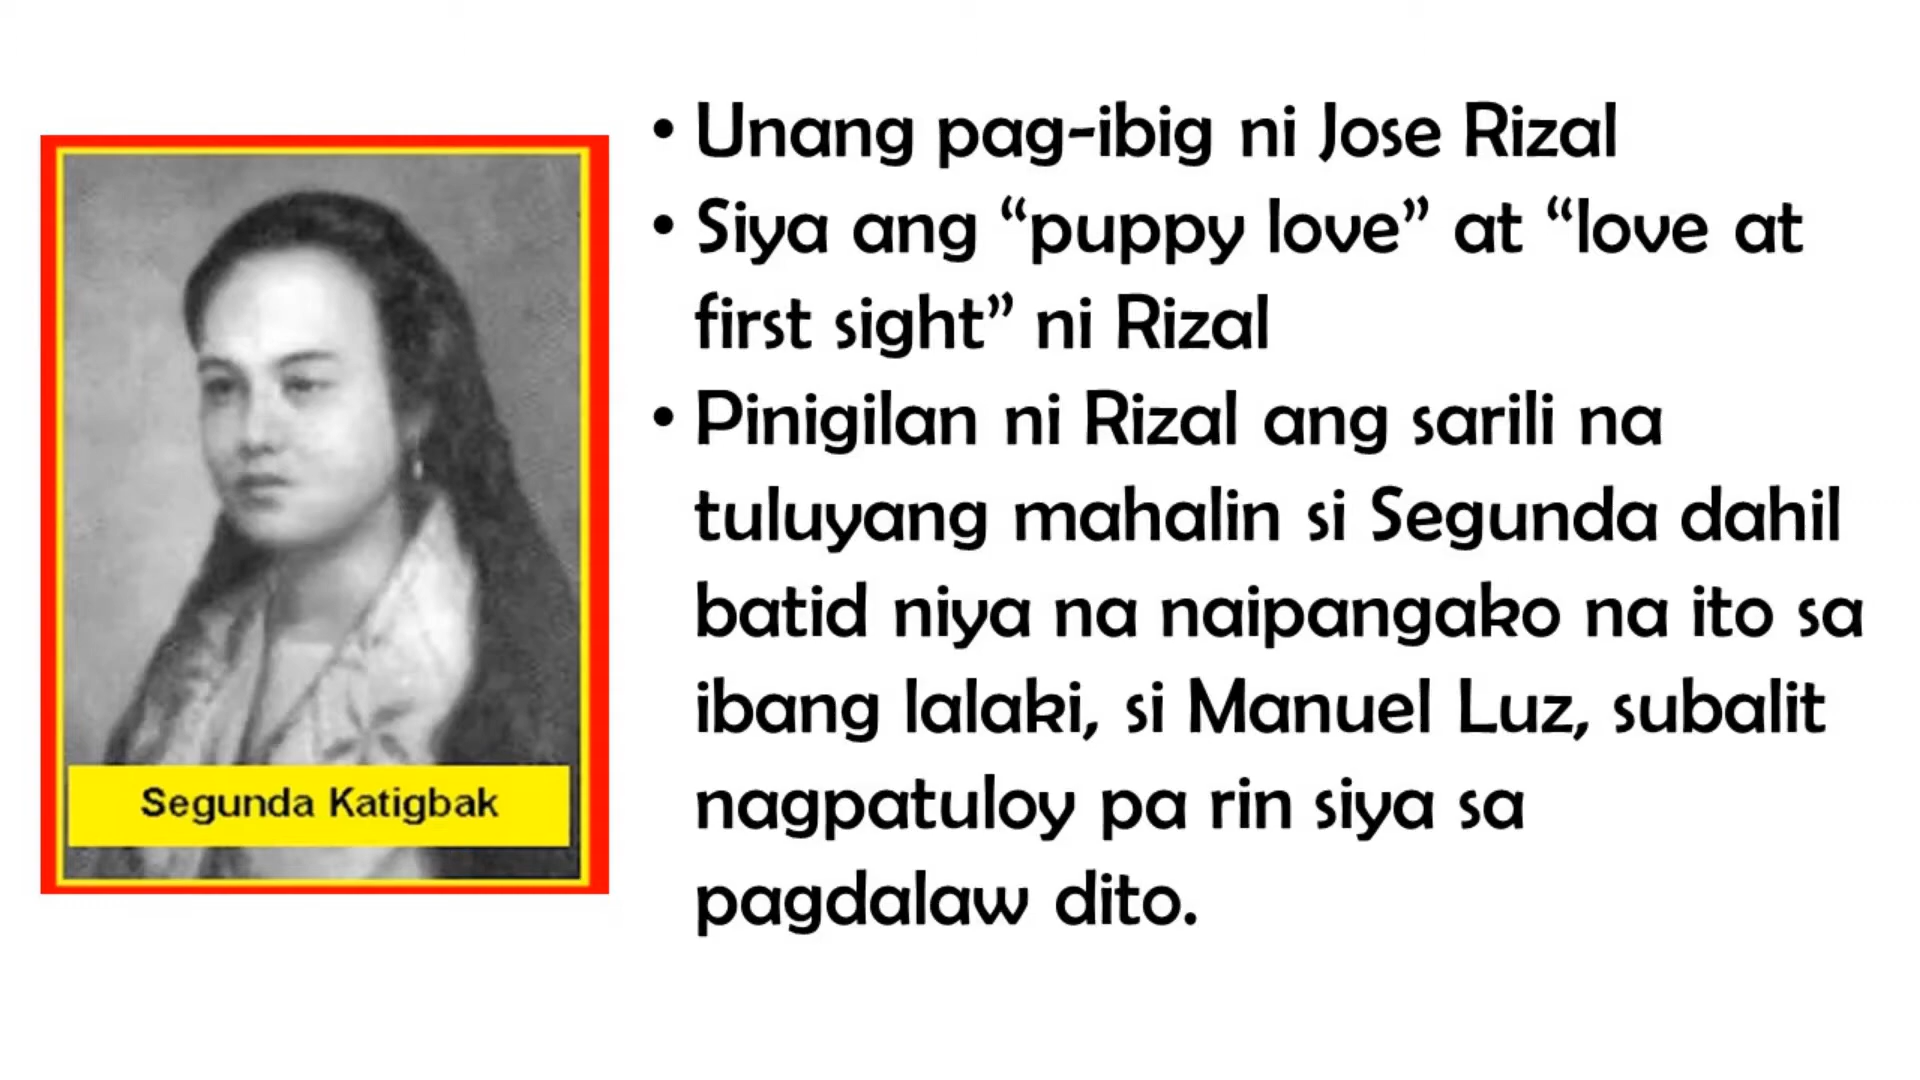 • Unang pag-ibig ni Jose Rizal
• Siya ang “puppy love” at “love at
first sight” ni Rizal
• Pinigilan ni Rizal ang sarili na
tuluyang mahalin si Segunda dahil
batid niya na naipangako na ito sa
ibang lalaki, si Manuel Luz, subalit
nagpatuloy pa rin siya sa
pagdalaw dito.
Segunda Katigbak